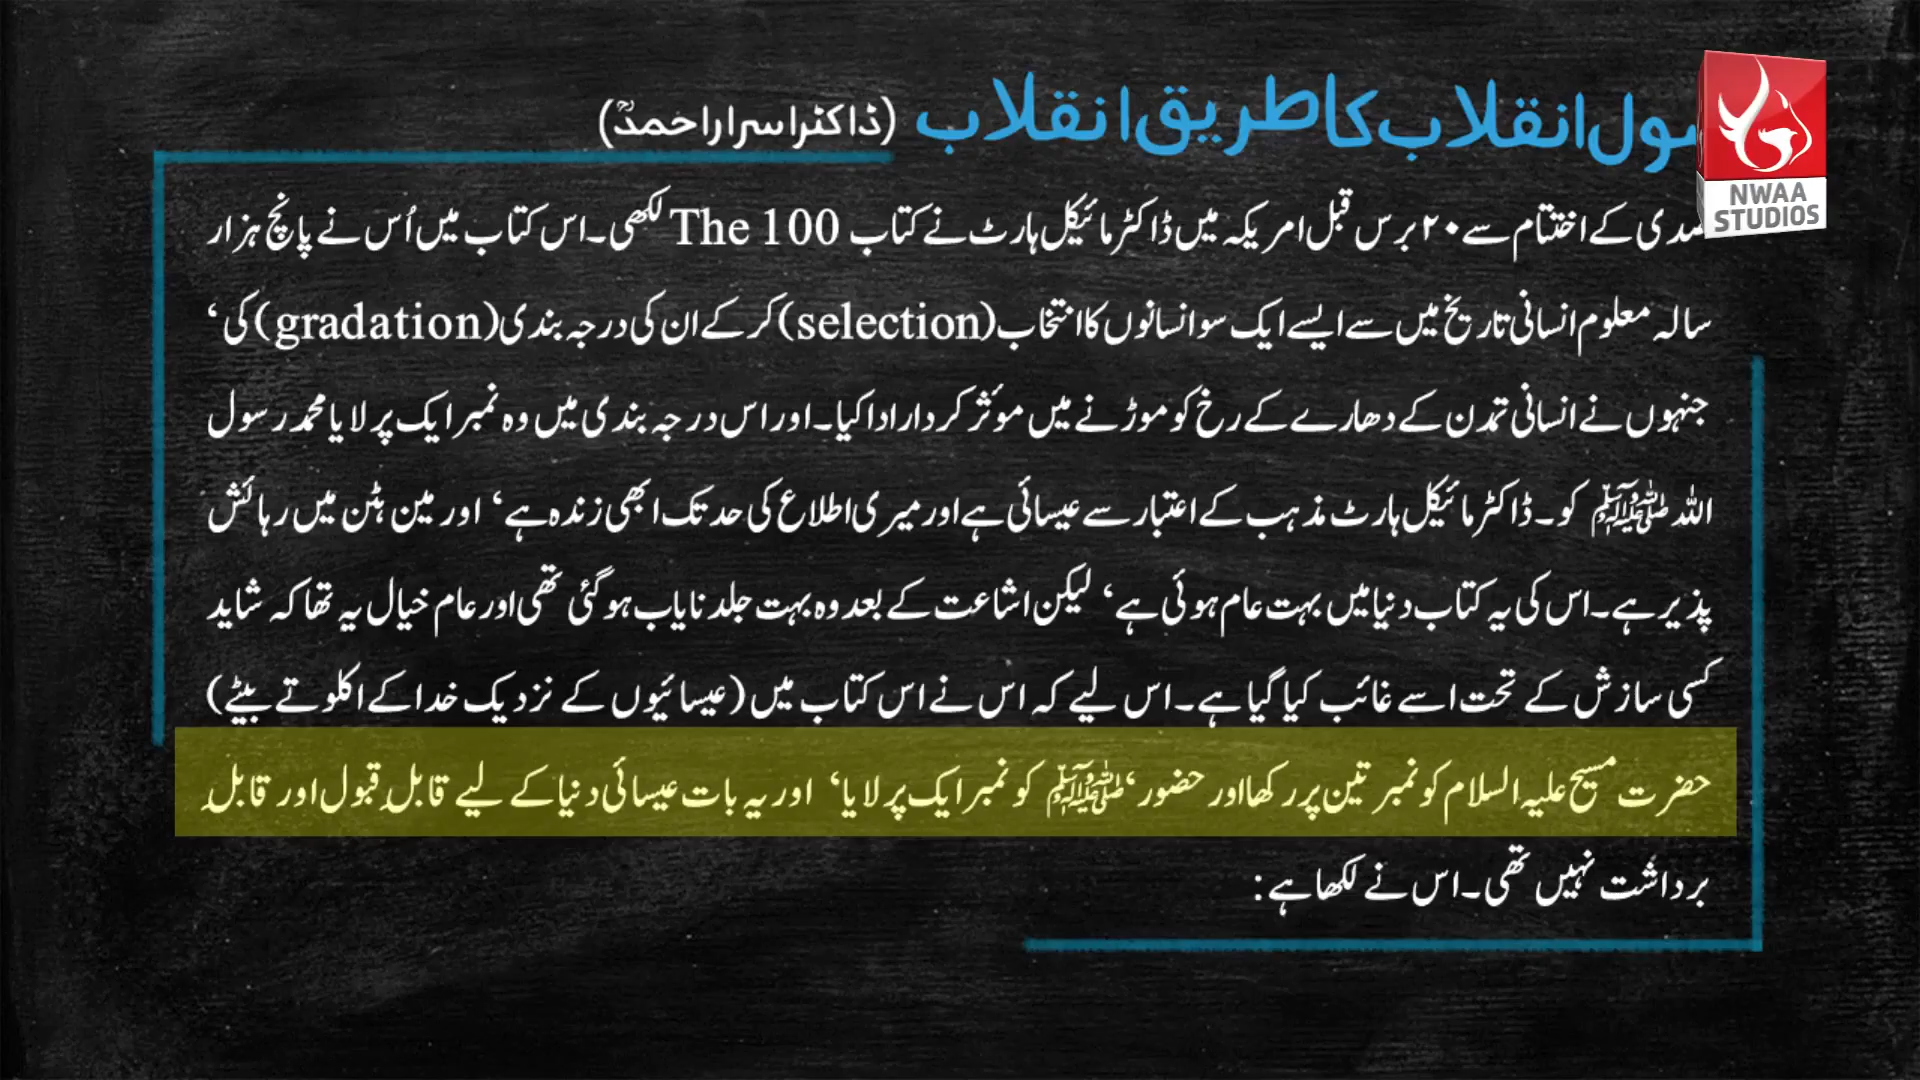 سول انقلاب کا طریق انقلاب (ڈاکٹر اسرار احمدؒ)
NWAA
STUDIOS
صدی کے اختتام سے ۲۰ برس قبل امریکہ میں ڈاکٹر مائیکل ہارٹ نے کتاب The 100 لکھی۔ اس کتاب میں اُس نے پانچ ہزار
سالہ معلوم انسانی تاریخ میں سے ایسے ایک سو انسانوں کا انتخاب (selection) کر کے ان کی درجہ بندی (gradation) کی‘
جنہوں نے انسانی تمدن کے دھارے کے رخ کو موڑنے میں موثر کردار ادا کیا۔ اور اس درجہ بندی میں وہ نمبر ایک پر لایا محمد رسول
اللہ ﷺ کو۔ ڈاکٹر مائیکل ہارٹ مذہب کے اعتبار سے عیسائی ہے اور میری اطلاع کی حد تک ابھی زندہ ہے‘ اور مین ہٹن میں رہائش
پذیر ہے۔ اس کی یہ کتاب دنیا میں بہت عام ہوئی ہے‘ لیکن اشاعت کے بعد وہ بہت جلد نایاب ہو گئی تھی اور عام خیال یہ تھا کہ شاید
کسی سازش کے تحت اسے غائب کیا گیا ہے۔ اس لیے کہ اس نے اس کتاب میں (عیسائیوں کے نزدیک خدا کے اکلوتے بیٹے)
حضرت مسیح علیہ السلام کو نمبر تین پر رکھا اور حضور‘ﷺ کو نمبر ایک پر لایا‘ اور یہ بات عیسائی دنیا کے لیے قابلِ قبول اور قابلِ
برداشت نہیں تھی۔ اس نے لکھا ہے: